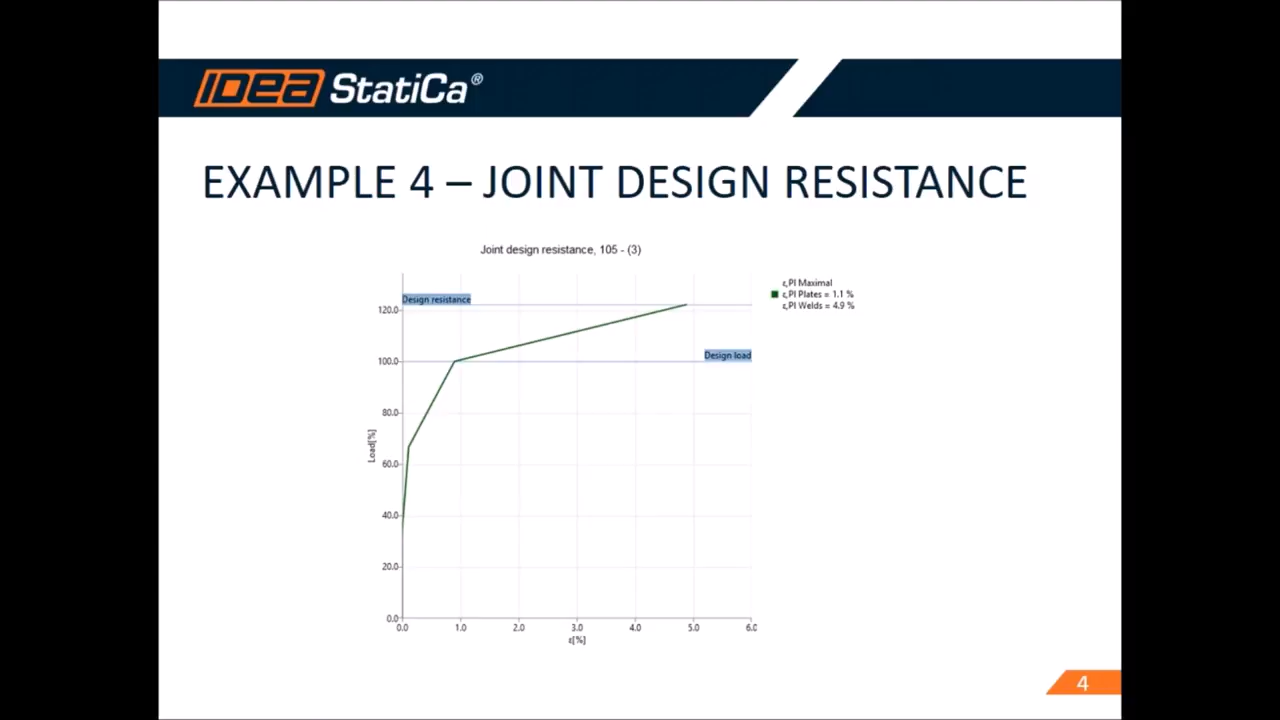 IDEA StatiCa®
EXAMPLE 4 – JOINT DESIGN RESISTANCE
Joint design resistance, 105 - (3)
ε,Pl Maximal
ε,Pl Plates = 1.1 %
ε,Pl Welds = 4.9 %
Design resistance
120.0
Design load
100.0
80.0
Load[%]
60.0
40.0
20.0
0.0
0.0 1.0 2.0 3.0 4.0 5.0 6.0
ε[%]
4